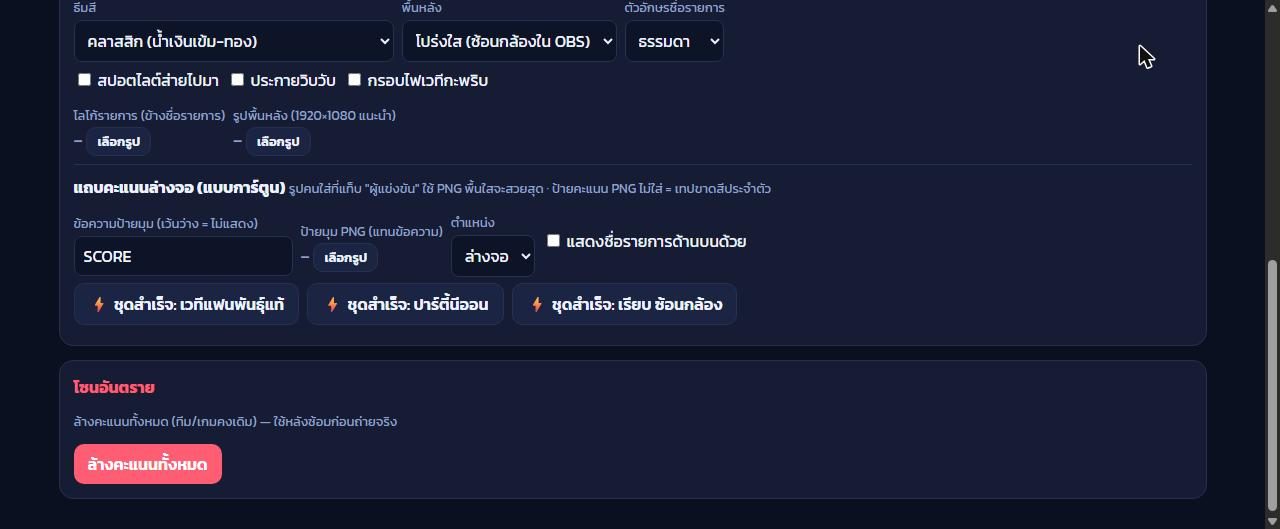 ธีมสี พื้นหลัง ตัวอักษรชื่อรายการ
คลาสสิก (น้ำเงินเข้ม-ทอง) โปร่งใส (ซ้อนกล้องใน OBS) ธรรมดา
สปอตไลต์ส่ายไปมา ประกายวิบวับ กรอบไฟเวทีกะพริบ
โลโก้รายการ (ข้างชื่อรายการ) รูปพื้นหลัง (1920×1080 แนะนำ)
– เลือกรูป – เลือกรูป
แถบคะแนนล่างจอ (แบบการ์ตูน) รูปคนใส่ที่แท็บ "ผู้แข่งขัน" ใช้ PNG พื้นใสจะสวยสุด · ป้ายคะแนน PNG ไม่ใส่ = เทปขาดสีประจำตัว
ข้อความป้ายมุม (เว้นว่าง = ไม่แสดง) ป้ายมุม PNG (แทนข้อความ) ตำแหน่ง
SCORE – เลือกรูป ล่างจอ แสดงชื่อรายการด้านบนด้วย
ชุดสำเร็จ: เวทีแฟนพันธุ์แท้ ชุดสำเร็จ: ปาร์ตี้นีออน ชุดสำเร็จ: เรียบ ซ้อนกล้อง
โซนอันตราย
ล้างคะแนนทั้งหมด (ทีม/เกมคงเดิม) — ใช้หลังซ้อมก่อนถ่ายจริง
ล้างคะแนนทั้งหมด